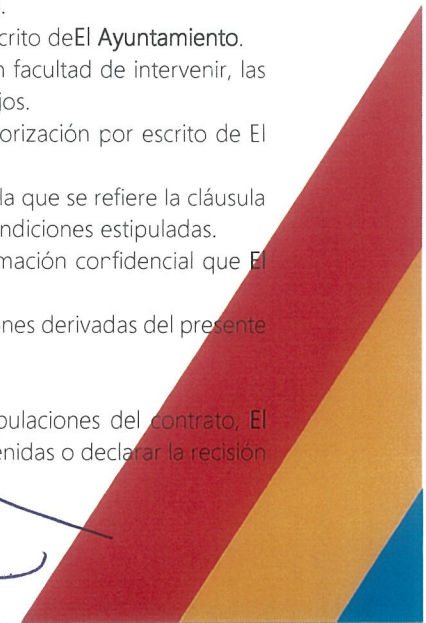 crito deEl Ayuntamiento.
n facultad de intervenir, las
jos.
orización por escrito de El
la que se refiere la cláusula
ndiciones estipuladas.
mación confidencial que El
nes derivadas del presente
pulaciones del contrato, El
enidas o declarar la recisión